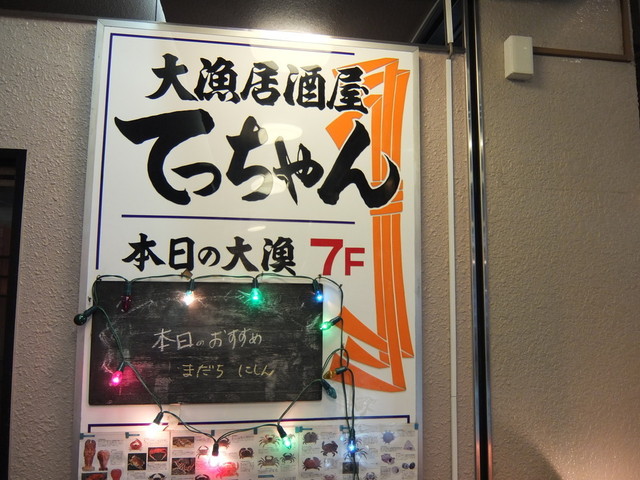 大漁居酒屋
てっちゃん
本日の大漁 7F
本日のおすすめ
まだら にしん